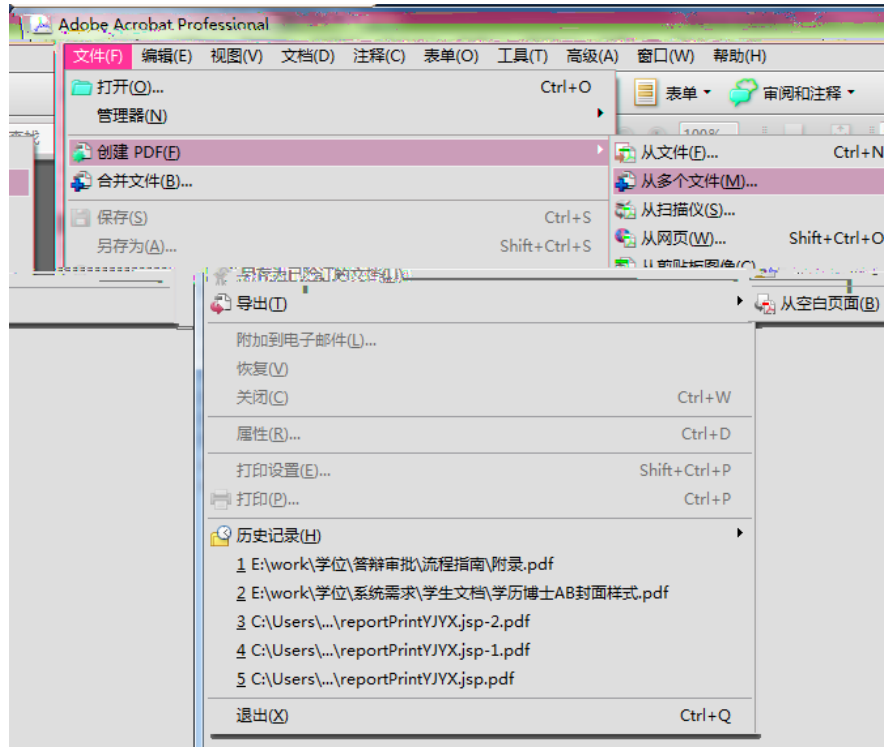 Adobe Acrobat Professional
文件(F) 编辑(E) 视图(V) 文档(D) 注释(C) 表单(O) 工具(T) 高级(A) 窗口(W) 帮助(H)
打开(O)... Ctrl+O
表单 审阅和注释
管理器(N)
100%
创建 PDF(F) 从文件(F)... Ctrl+N
合并文件(B)... 从多个文件(M)...
保存(S) Ctrl+S 从扫描仪(S)...
另存为(A)... Shift+Ctrl+S 从网页(W)... Shift+Ctrl+O
从剪贴板图像(C)
导出(T) 从空白页面(B)
附加到电子邮件(L)...
恢复(V)
关闭(C) Ctrl+W
属性(R)... Ctrl+D
打印设置(E)... Shift+Ctrl+P
打印(P)... Ctrl+P
历史记录(H)
1 E:\work\学位\答辩审批\流程指南\附录.pdf
2 E:\work\学位\系统需求\学生文档\学历博士AB封面样式.pdf
3 C:\Users\...\reportPrintYJYX.jsp-2.pdf
4 C:\Users\...\reportPrintYJYX.jsp-1.pdf
5 C:\Users\...\reportPrintYJYX.jsp.pdf
退出(X) Ctrl+Q